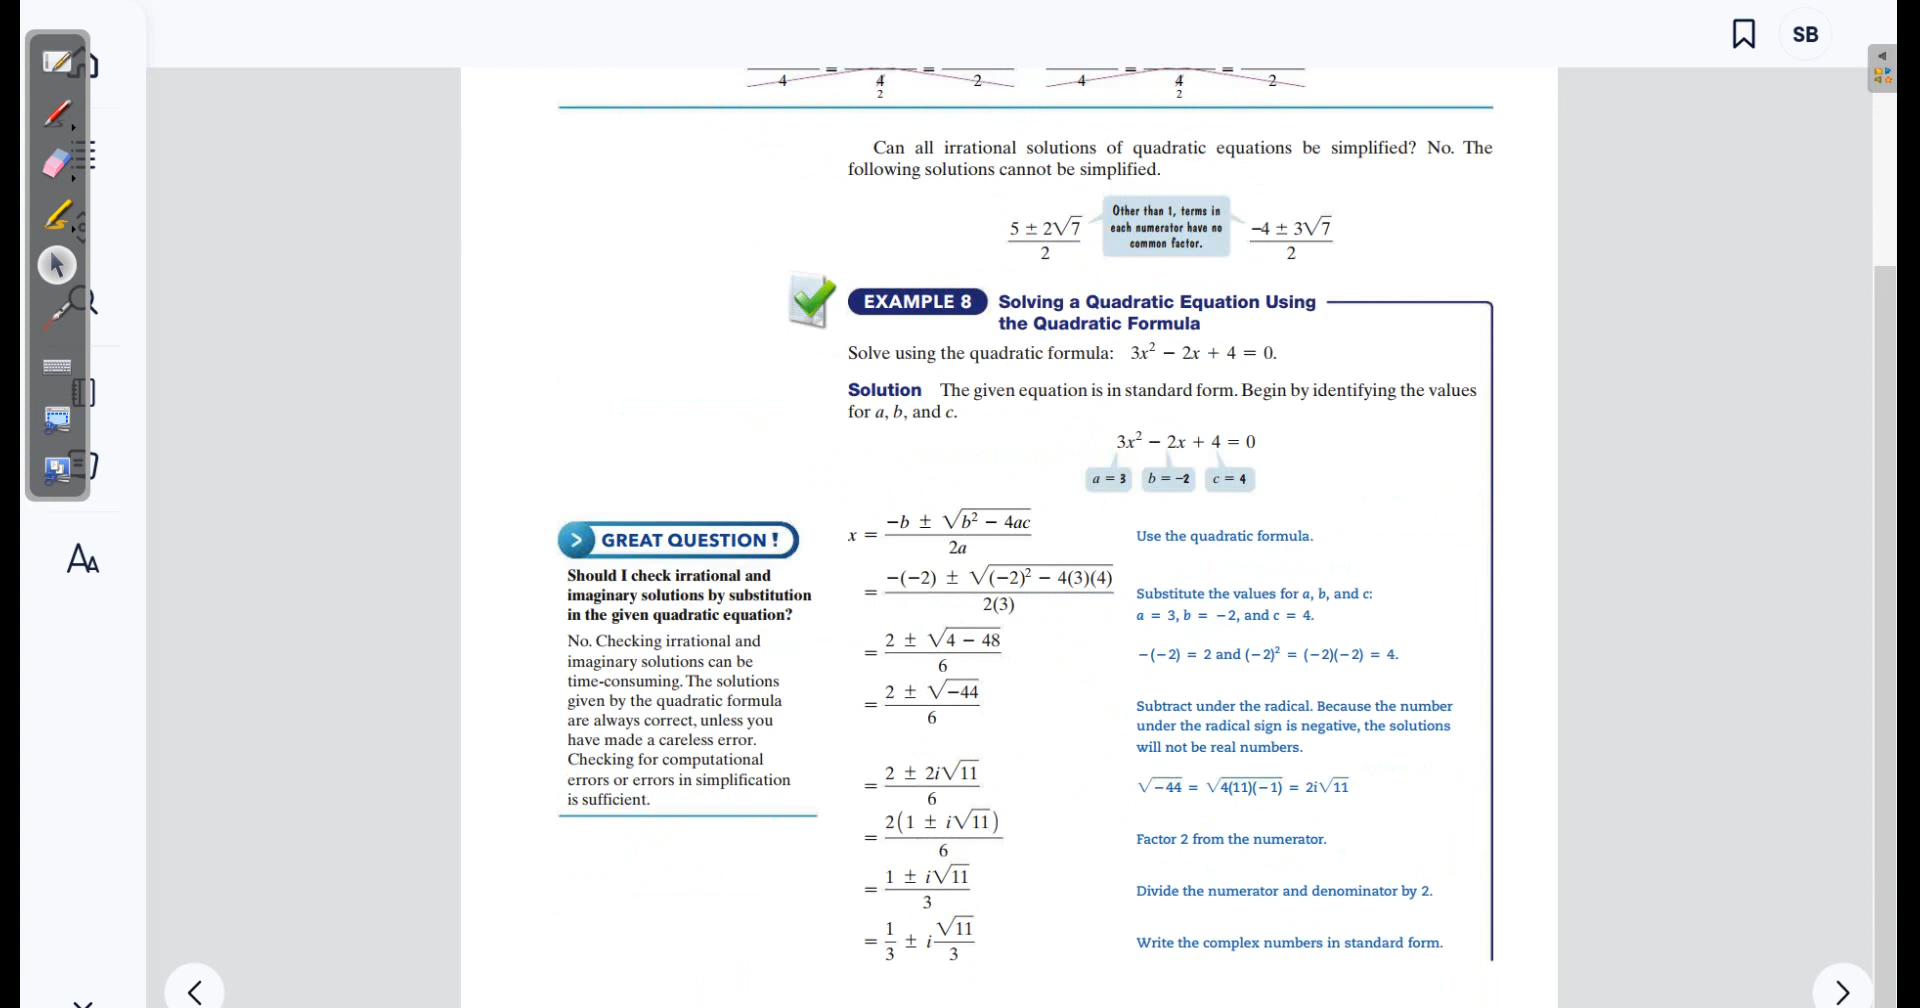 SB
4 = 4 = 2 4 = 4 = 2
2 2
Can all irrational solutions of quadratic equations be simplified? No. The
following solutions cannot be simplified.
5 ± 2√7 / 2
Other than 1, terms in
each numerator have no
common factor.
-4 ± 3√7 / 2
EXAMPLE 8 Solving a Quadratic Equation Using
the Quadratic Formula
Solve using the quadratic formula: 3x² − 2x + 4 = 0.
Solution The given equation is in standard form. Begin by identifying the values
for a, b, and c.
3x² − 2x + 4 = 0
a = 3 b = −2 c = 4
> GREAT QUESTION !
Should I check irrational and
imaginary solutions by substitution
in the given quadratic equation?
No. Checking irrational and
imaginary solutions can be
time-consuming. The solutions
given by the quadratic formula
are always correct, unless you
have made a careless error.
Checking for computational
errors or errors in simplification
is sufficient.
x = (−b ± √(b² − 4ac)) / 2a
Use the quadratic formula.
= (−(−2) ± √((−2)² − 4(3)(4))) / 2(3)
Substitute the values for a, b, and c:
a = 3, b = −2, and c = 4.
= (2 ± √(4 − 48)) / 6
−(−2) = 2 and (−2)² = (−2)(−2) = 4.
= (2 ± √−44) / 6
Subtract under the radical. Because the number
under the radical sign is negative, the solutions
will not be real numbers.
= (2 ± 2i√11) / 6
√−44 = √4(11)(−1) = 2i√11
= 2(1 ± i√11) / 6
Factor 2 from the numerator.
= (1 ± i√11) / 3
Divide the numerator and denominator by 2.
= 1/3 ± i √11/3
Write the complex numbers in standard form.
AA